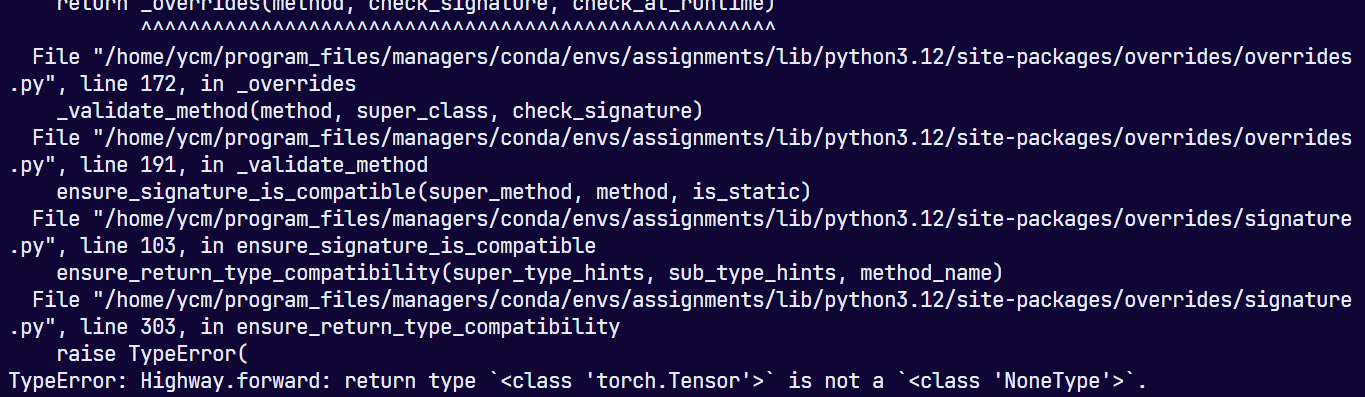 return _overrides(method, check_signature, check_at_runtime)
^^^^^^^^^^^^^^^^^^^^^^^^^^^^^^^^^^^^^^^^^^^^^^^^^^^^^
File "/home/ycm/program_files/managers/conda/envs/assignments/lib/python3.12/site-packages/overrides/overrides
.py", line 172, in _overrides
_validate_method(method, super_class, check_signature)
File "/home/ycm/program_files/managers/conda/envs/assignments/lib/python3.12/site-packages/overrides/overrides
.py", line 191, in _validate_method
ensure_signature_is_compatible(super_method, method, is_static)
File "/home/ycm/program_files/managers/conda/envs/assignments/lib/python3.12/site-packages/overrides/signature
.py", line 103, in ensure_signature_is_compatible
ensure_return_type_compatibility(super_type_hints, sub_type_hints, method_name)
File "/home/ycm/program_files/managers/conda/envs/assignments/lib/python3.12/site-packages/overrides/signature
.py", line 303, in ensure_return_type_compatibility
raise TypeError(
TypeError: Highway.forward: return type `<class 'torch.Tensor'>` is not a `<class 'NoneType'>`.